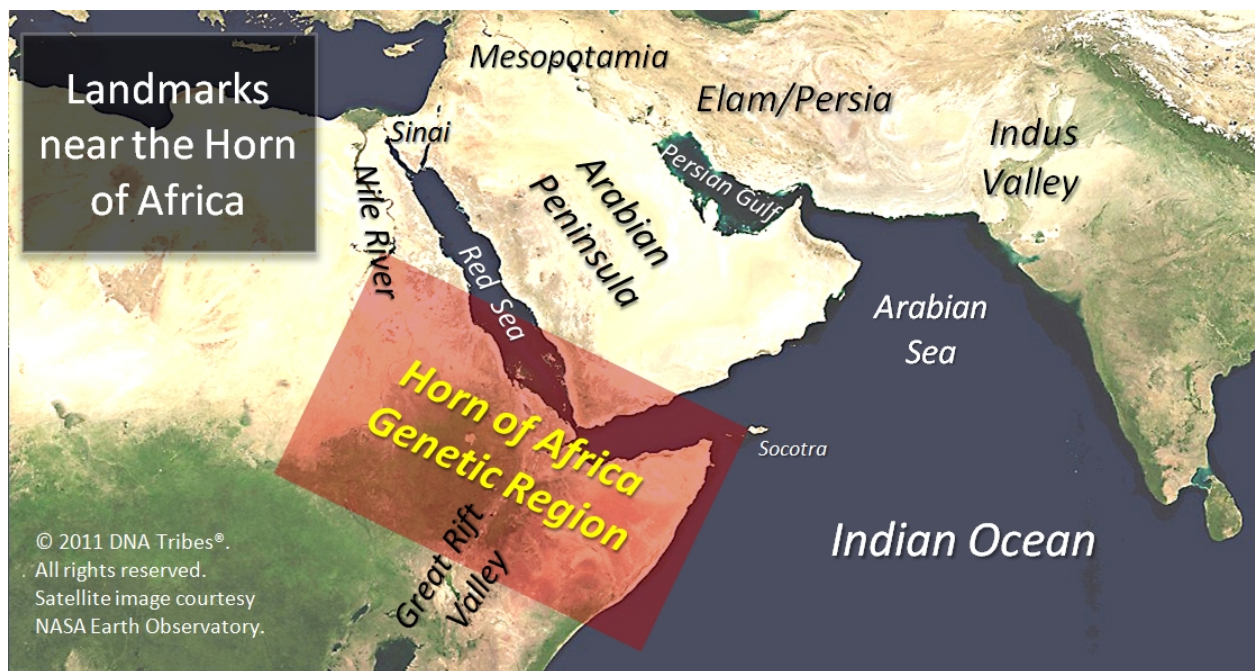 Landmarks
near the Horn
of Africa
Mesopotamia
Elam/Persia
Sinai
Indus
Valley
Nile River
Arabian
Peninsula
Persian Gulf
Red Sea
Arabian
Sea
Horn of Africa
Genetic Region
Socotra
Great Rift
Valley
Indian Ocean
© 2011 DNA Tribes®.
All rights reserved.
Satellite image courtesy
NASA Earth Observatory.